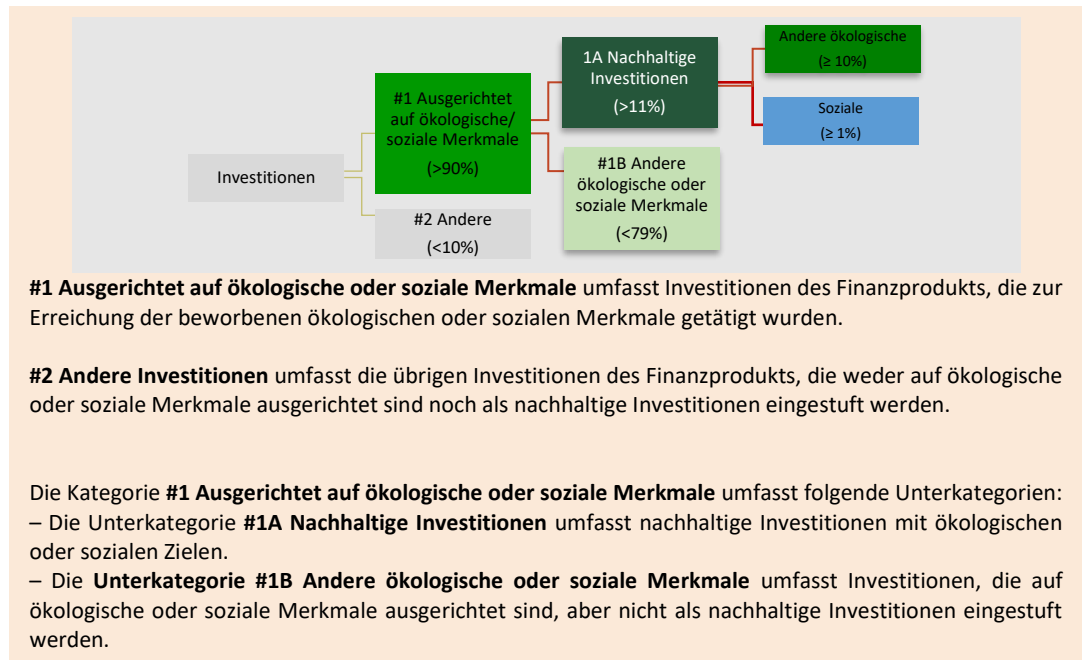 Investitionen
#1 Ausgerichtet
auf ökologische/
soziale Merkmale
(>90%)
#2 Andere
(<10%)
1A Nachhaltige
Investitionen
(>11%)
#1B Andere
ökologische oder
soziale Merkmale
(<79%)
Andere ökologische
(≥ 10%)
Soziale
(≥ 1%)
#1 Ausgerichtet auf ökologische oder soziale Merkmale umfasst Investitionen des Finanzprodukts, die zur
Erreichung der beworbenen ökologischen oder sozialen Merkmale getätigt wurden.
#2 Andere Investitionen umfasst die übrigen Investitionen des Finanzprodukts, die weder auf ökologische
oder soziale Merkmale ausgerichtet sind noch als nachhaltige Investitionen eingestuft werden.
Die Kategorie #1 Ausgerichtet auf ökologische oder soziale Merkmale umfasst folgende Unterkategorien:
– Die Unterkategorie #1A Nachhaltige Investitionen umfasst nachhaltige Investitionen mit ökologischen
oder sozialen Zielen.
– Die Unterkategorie #1B Andere ökologische oder soziale Merkmale umfasst Investitionen, die auf
ökologische oder soziale Merkmale ausgerichtet sind, aber nicht als nachhaltige Investitionen eingestuft
werden.